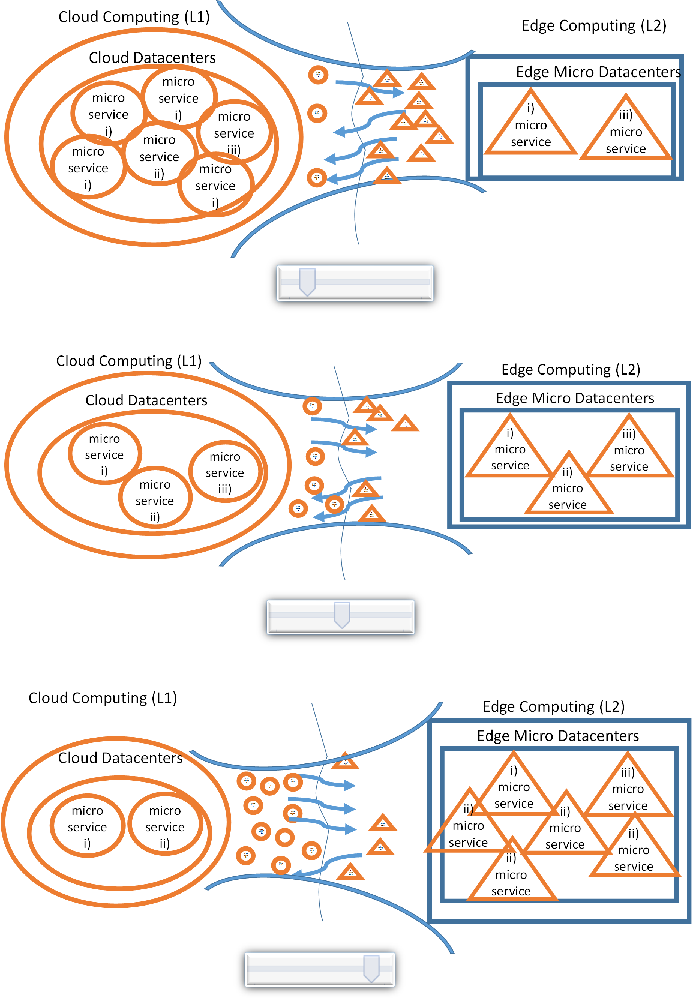 Cloud Computing (L1)
Edge Computing (L2)
Cloud Datacenters
Edge Micro Datacenters
micro
service
i)
micro
service
i)
micro
service
iii)
micro
service
i)
micro
service
ii)
micro
service
i)
i)
micro
service
iii)
micro
service
Cloud Computing (L1)
Edge Computing (L2)
Cloud Datacenters
Edge Micro Datacenters
micro
service
i)
micro
service
ii)
micro
service
iii)
i)
micro
service
ii)
micro
service
iii)
micro
service
Cloud Computing (L1)
Edge Computing (L2)
Cloud Datacenters
Edge Micro Datacenters
micro
service
i)
micro
service
ii)
i)
micro
service
iii)
micro
service
ii)
micro
service
ii)
micro
service
ii)
micro
service
ii)
micro
service